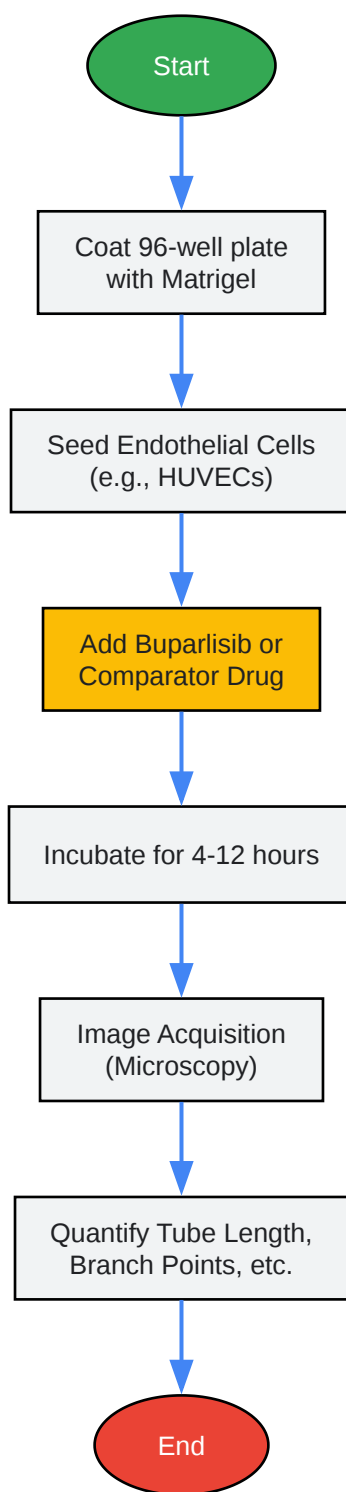 Start
Coat 96-well plate
with Matrigel
Seed Endothelial Cells
(e.g., HUVECs)
Add Buparlisib or
Comparator Drug
Incubate for 4-12 hours
Image Acquisition
(Microscopy)
Quantify Tube Length,
Branch Points, etc.
End